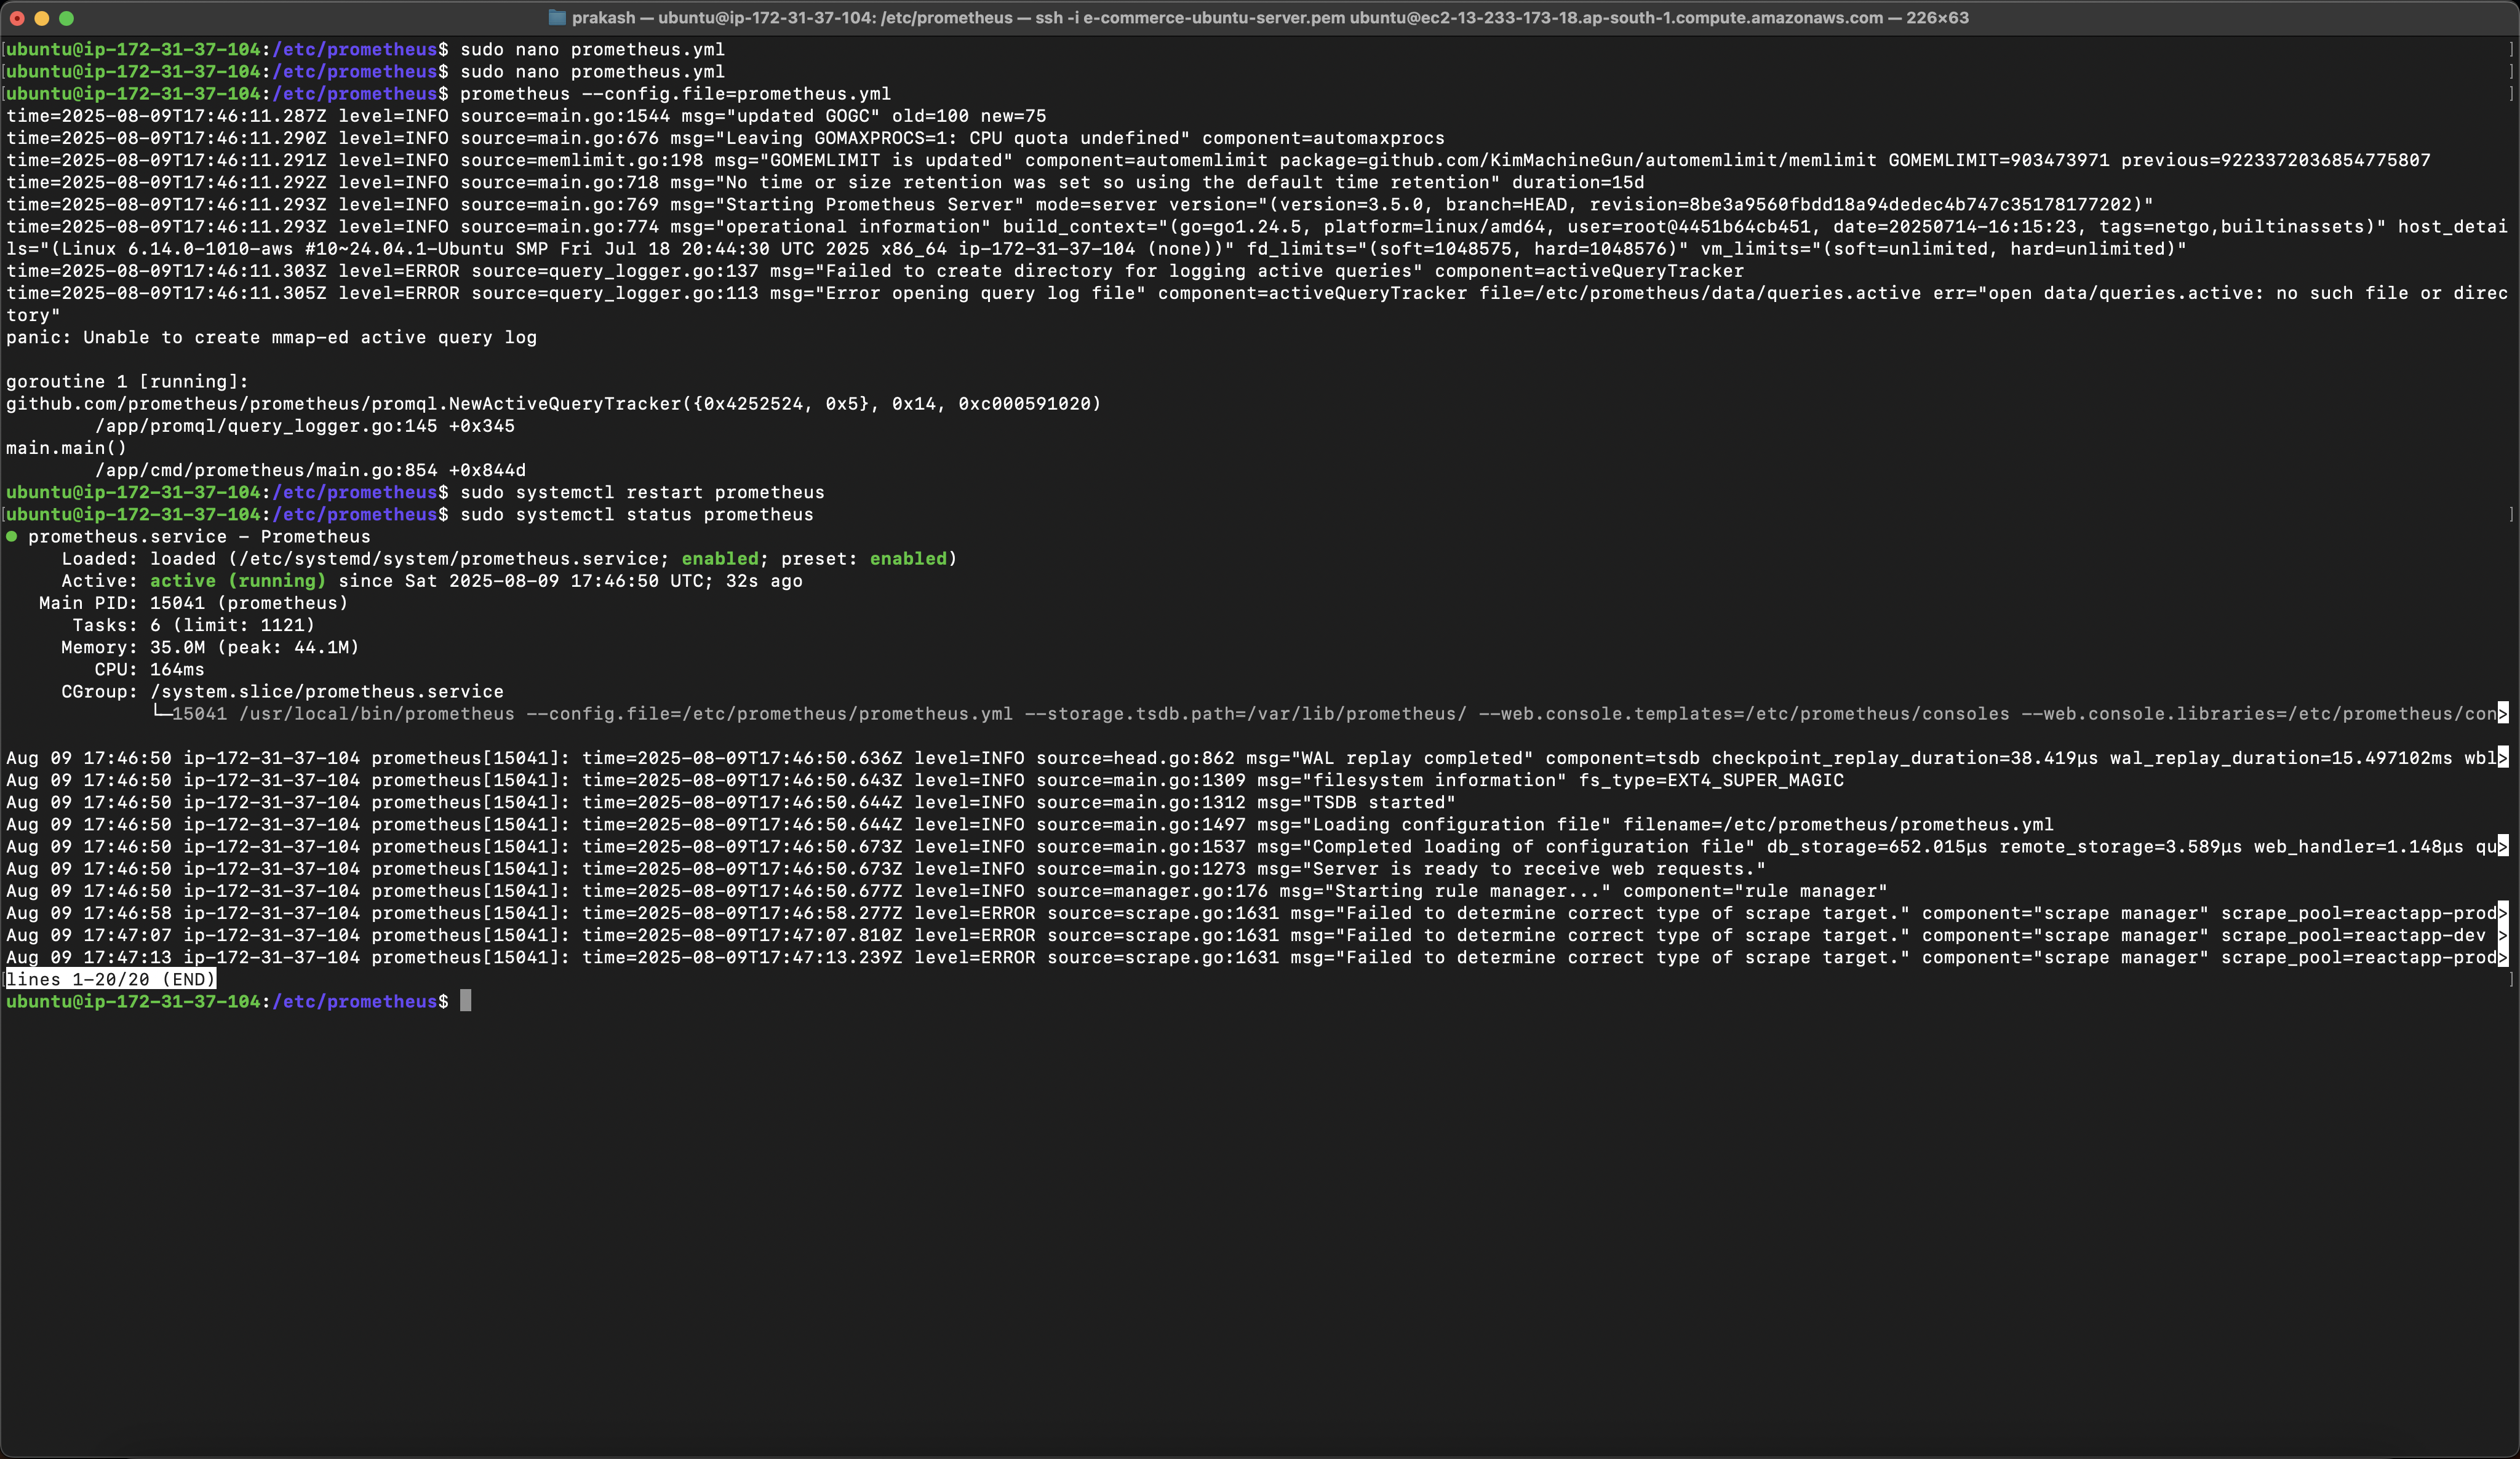 prakash — ubuntu@ip-172-31-37-104: /etc/prometheus — ssh -i e-commerce-ubuntu-server.pem ubuntu@ec2-13-233-173-18.ap-south-1.compute.amazonaws.com — 226×63
[ubuntu@ip-172-31-37-104:/etc/prometheus$ sudo nano prometheus.yml ]
[ubuntu@ip-172-31-37-104:/etc/prometheus$ sudo nano prometheus.yml ]
[ubuntu@ip-172-31-37-104:/etc/prometheus$ prometheus --config.file=prometheus.yml ]
time=2025-08-09T17:46:11.287Z level=INFO source=main.go:1544 msg="updated GOGC" old=100 new=75
time=2025-08-09T17:46:11.290Z level=INFO source=main.go:676 msg="Leaving GOMAXPROCS=1: CPU quota undefined" component=automaxprocs
time=2025-08-09T17:46:11.291Z level=INFO source=memlimit.go:198 msg="GOMEMLIMIT is updated" component=automemlimit package=github.com/KimMachineGun/automemlimit/memlimit GOMEMLIMIT=903473971 previous=9223372036854775807
time=2025-08-09T17:46:11.292Z level=INFO source=main.go:718 msg="No time or size retention was set so using the default time retention" duration=15d
time=2025-08-09T17:46:11.293Z level=INFO source=main.go:769 msg="Starting Prometheus Server" mode=server version="(version=3.5.0, branch=HEAD, revision=8be3a9560fbdd18a94dedec4b747c35178177202)"
time=2025-08-09T17:46:11.293Z level=INFO source=main.go:774 msg="operational information" build_context="(go=go1.24.5, platform=linux/amd64, user=root@4451b64cb451, date=20250714-16:15:23, tags=netgo,builtinassets)" host_detai
ls="(Linux 6.14.0-1010-aws #10~24.04.1-Ubuntu SMP Fri Jul 18 20:44:30 UTC 2025 x86_64 ip-172-31-37-104 (none))" fd_limits="(soft=1048575, hard=1048576)" vm_limits="(soft=unlimited, hard=unlimited)"
time=2025-08-09T17:46:11.303Z level=ERROR source=query_logger.go:137 msg="Failed to create directory for logging active queries" component=activeQueryTracker
time=2025-08-09T17:46:11.305Z level=ERROR source=query_logger.go:113 msg="Error opening query log file" component=activeQueryTracker file=/etc/prometheus/data/queries.active err="open data/queries.active: no such file or direc
tory"
panic: Unable to create mmap-ed active query log
goroutine 1 [running]:
github.com/prometheus/prometheus/promql.NewActiveQueryTracker({0x4252524, 0x5}, 0x14, 0xc000591020)
/app/promql/query_logger.go:145 +0x345
main.main()
/app/cmd/prometheus/main.go:854 +0x844d
ubuntu@ip-172-31-37-104:/etc/prometheus$ sudo systemctl restart prometheus
[ubuntu@ip-172-31-37-104:/etc/prometheus$ sudo systemctl status prometheus ]
● prometheus.service - Prometheus
Loaded: loaded (/etc/systemd/system/prometheus.service; enabled; preset: enabled)
Active: active (running) since Sat 2025-08-09 17:46:50 UTC; 32s ago
Main PID: 15041 (prometheus)
Tasks: 6 (limit: 1121)
Memory: 35.0M (peak: 44.1M)
CPU: 164ms
CGroup: /system.slice/prometheus.service
└─15041 /usr/local/bin/prometheus --config.file=/etc/prometheus/prometheus.yml --storage.tsdb.path=/var/lib/prometheus/ --web.console.templates=/etc/prometheus/consoles --web.console.libraries=/etc/prometheus/con>
Aug 09 17:46:50 ip-172-31-37-104 prometheus[15041]: time=2025-08-09T17:46:50.636Z level=INFO source=head.go:862 msg="WAL replay completed" component=tsdb checkpoint_replay_duration=38.419µs wal_replay_duration=15.497102ms wbl>
Aug 09 17:46:50 ip-172-31-37-104 prometheus[15041]: time=2025-08-09T17:46:50.643Z level=INFO source=main.go:1309 msg="filesystem information" fs_type=EXT4_SUPER_MAGIC
Aug 09 17:46:50 ip-172-31-37-104 prometheus[15041]: time=2025-08-09T17:46:50.644Z level=INFO source=main.go:1312 msg="TSDB started"
Aug 09 17:46:50 ip-172-31-37-104 prometheus[15041]: time=2025-08-09T17:46:50.644Z level=INFO source=main.go:1497 msg="Loading configuration file" filename=/etc/prometheus/prometheus.yml
Aug 09 17:46:50 ip-172-31-37-104 prometheus[15041]: time=2025-08-09T17:46:50.673Z level=INFO source=main.go:1537 msg="Completed loading of configuration file" db_storage=652.015µs remote_storage=3.589µs web_handler=1.148µs qu>
Aug 09 17:46:50 ip-172-31-37-104 prometheus[15041]: time=2025-08-09T17:46:50.673Z level=INFO source=main.go:1273 msg="Server is ready to receive web requests."
Aug 09 17:46:50 ip-172-31-37-104 prometheus[15041]: time=2025-08-09T17:46:50.677Z level=INFO source=manager.go:176 msg="Starting rule manager..." component="rule manager"
Aug 09 17:46:58 ip-172-31-37-104 prometheus[15041]: time=2025-08-09T17:46:58.277Z level=ERROR source=scrape.go:1631 msg="Failed to determine correct type of scrape target." component="scrape manager" scrape_pool=reactapp-prod>
Aug 09 17:47:07 ip-172-31-37-104 prometheus[15041]: time=2025-08-09T17:47:07.810Z level=ERROR source=scrape.go:1631 msg="Failed to determine correct type of scrape target." component="scrape manager" scrape_pool=reactapp-dev >
Aug 09 17:47:13 ip-172-31-37-104 prometheus[15041]: time=2025-08-09T17:47:13.239Z level=ERROR source=scrape.go:1631 msg="Failed to determine correct type of scrape target." component="scrape manager" scrape_pool=reactapp-prod>
[lines 1-20/20 (END) ]
ubuntu@ip-172-31-37-104:/etc/prometheus$